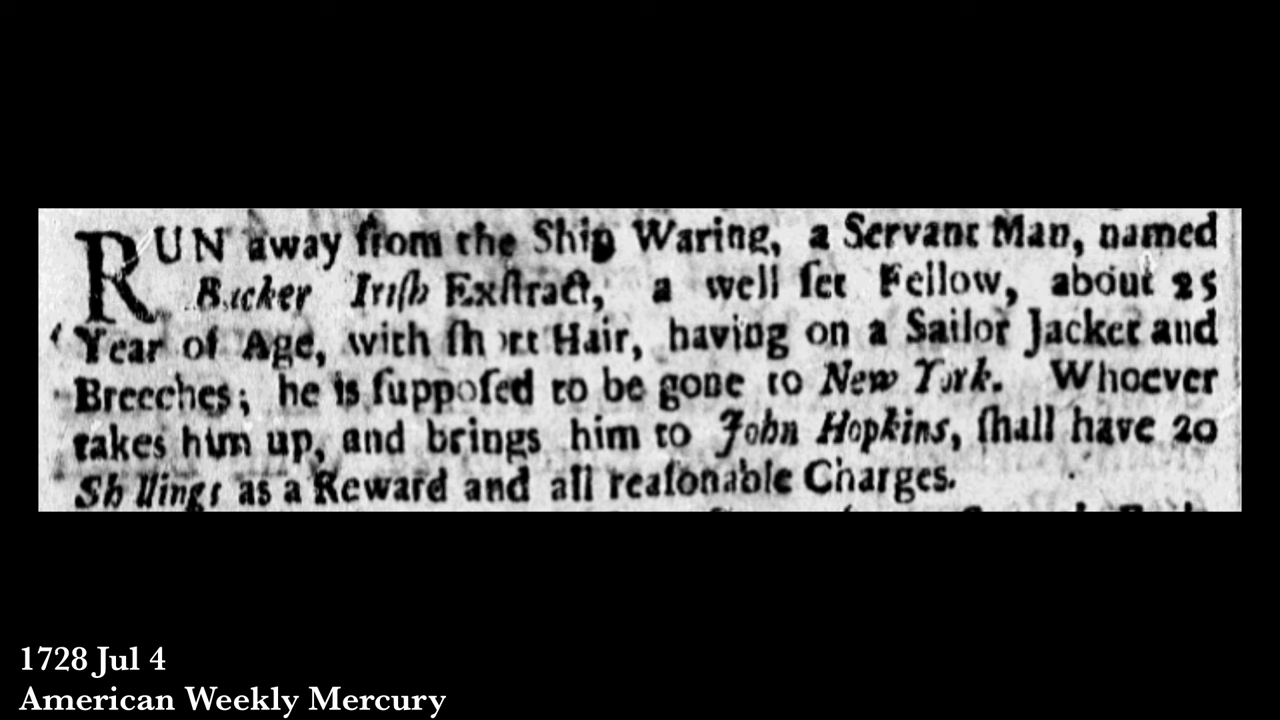 RUN away from the Ship Waring, a Servant Man, named
Iriſh Exſtract, a well ſet Fellow, about 25
Year of Age, with ſhort Hair, having on a Sailor Jacket and
Breeches; he is ſuppoſed to be gone to New York. Whoever
takes him up, and brings him to John Hopkins, ſhall have 20
Shillings as a Reward and all reaſonable Charges.
1728 Jul 4
American Weekly Mercury